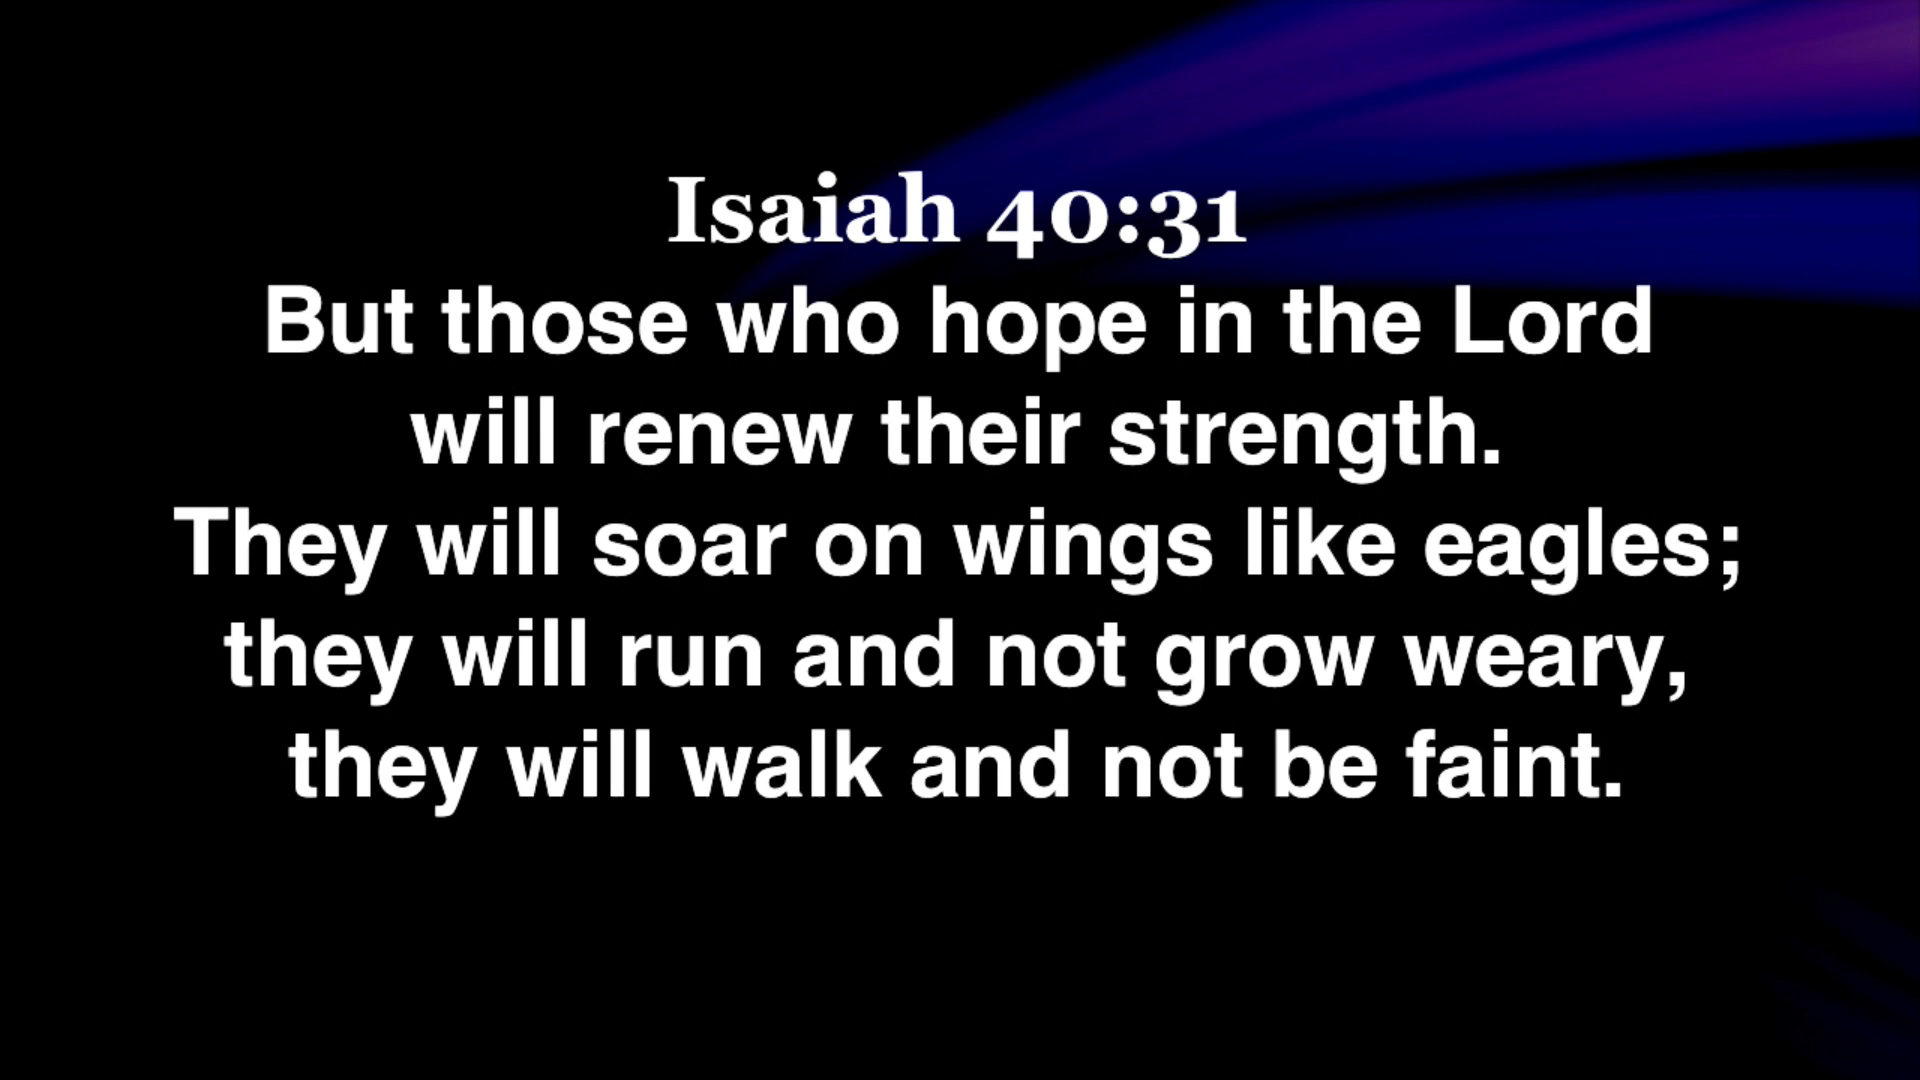 Isaiah 40:31
But those who hope in the Lord
will renew their strength.
They will soar on wings like eagles;
they will run and not grow weary,
they will walk and not be faint.